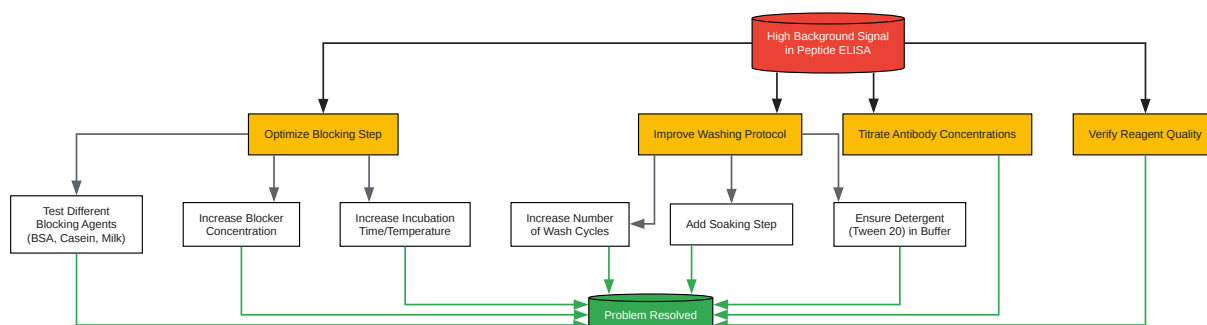 High Background Signal
in Peptide ELISA
Optimize Blocking Step
Improve Washing Protocol
Titrate Antibody Concentrations
Verify Reagent Quality
Test Different
Blocking Agents
(BSA, Casein, Milk)
Increase Blocker
Concentration
Increase Incubation
Time/Temperature
Increase Number
of Wash Cycles
Add Soaking Step
Ensure Detergent
(Tween 20) in Buffer
Problem Resolved